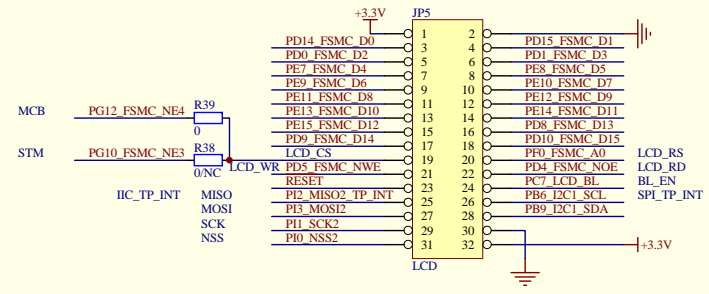 +3.3V JP5
1 2
PD14_FSMC_D0 3 4 PD15_FSMC_D1
PD0_FSMC_D2 5 6 PD1_FSMC_D3
PE7_FSMC_D4 7 8 PE8_FSMC_D5
PE9_FSMC_D6 9 10 PE10_FSMC_D7
PE11_FSMC_D8 11 12 PE12_FSMC_D9
MCB PG12_FSMC_NE4 R39 0 PE13_FSMC_D10 13 14 PE14_FSMC_D11
PE15_FSMC_D12 15 16 PD8_FSMC_D13
PD9_FSMC_D14 17 18 PD10_FSMC_D15
STM PG10_FSMC_NE3 R38 0/NC LCD_CS 19 20 PF0_FSMC_A0 LCD_RS
LCD_WR PD5_FSMC_NWE 21 22 PD4_FSMC_NOE LCD_RD
RESET 23 24 PC7_LCD_BL BL_EN
IIC_TP_INT MISO PI2_MISO2_TP_INT 25 26 PB6_I2C1_SCL SPI_TP_INT
MOSI PI3_MOSI2 27 28 PB9_I2C1_SDA
SCK PI1_SCK2 29 30
NSS PI0_NSS2 31 32 +3.3V
LCD